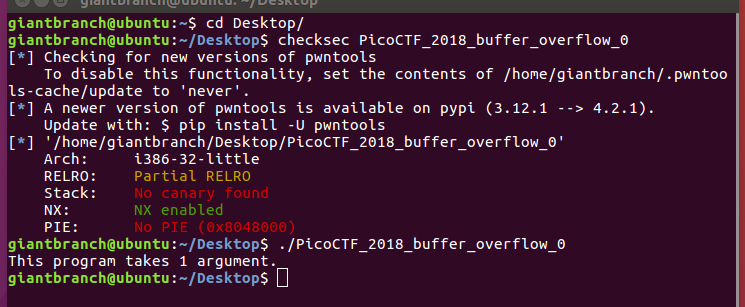 giantbranch@ubuntu:~$ cd Desktop/
giantbranch@ubuntu:~/Desktop$ checksec PicoCTF_2018_buffer_overflow_0
[*] Checking for new versions of pwntools
    To disable this functionality, set the contents of /home/giantbranch/.pwntoo
ls-cache/update to 'never'.
[*] A newer version of pwntools is available on pypi (3.12.1 --> 4.2.1).
    Update with: $ pip install -U pwntools
[*] '/home/giantbranch/Desktop/PicoCTF_2018_buffer_overflow_0'
    Arch:     i386-32-little
    RELRO:    Partial RELRO
    Stack:    No canary found
    NX:       NX enabled
    PIE:      No PIE (0x8048000)
giantbranch@ubuntu:~/Desktop$ ./PicoCTF_2018_buffer_overflow_0
This program takes 1 argument.
giantbranch@ubuntu:~/Desktop$